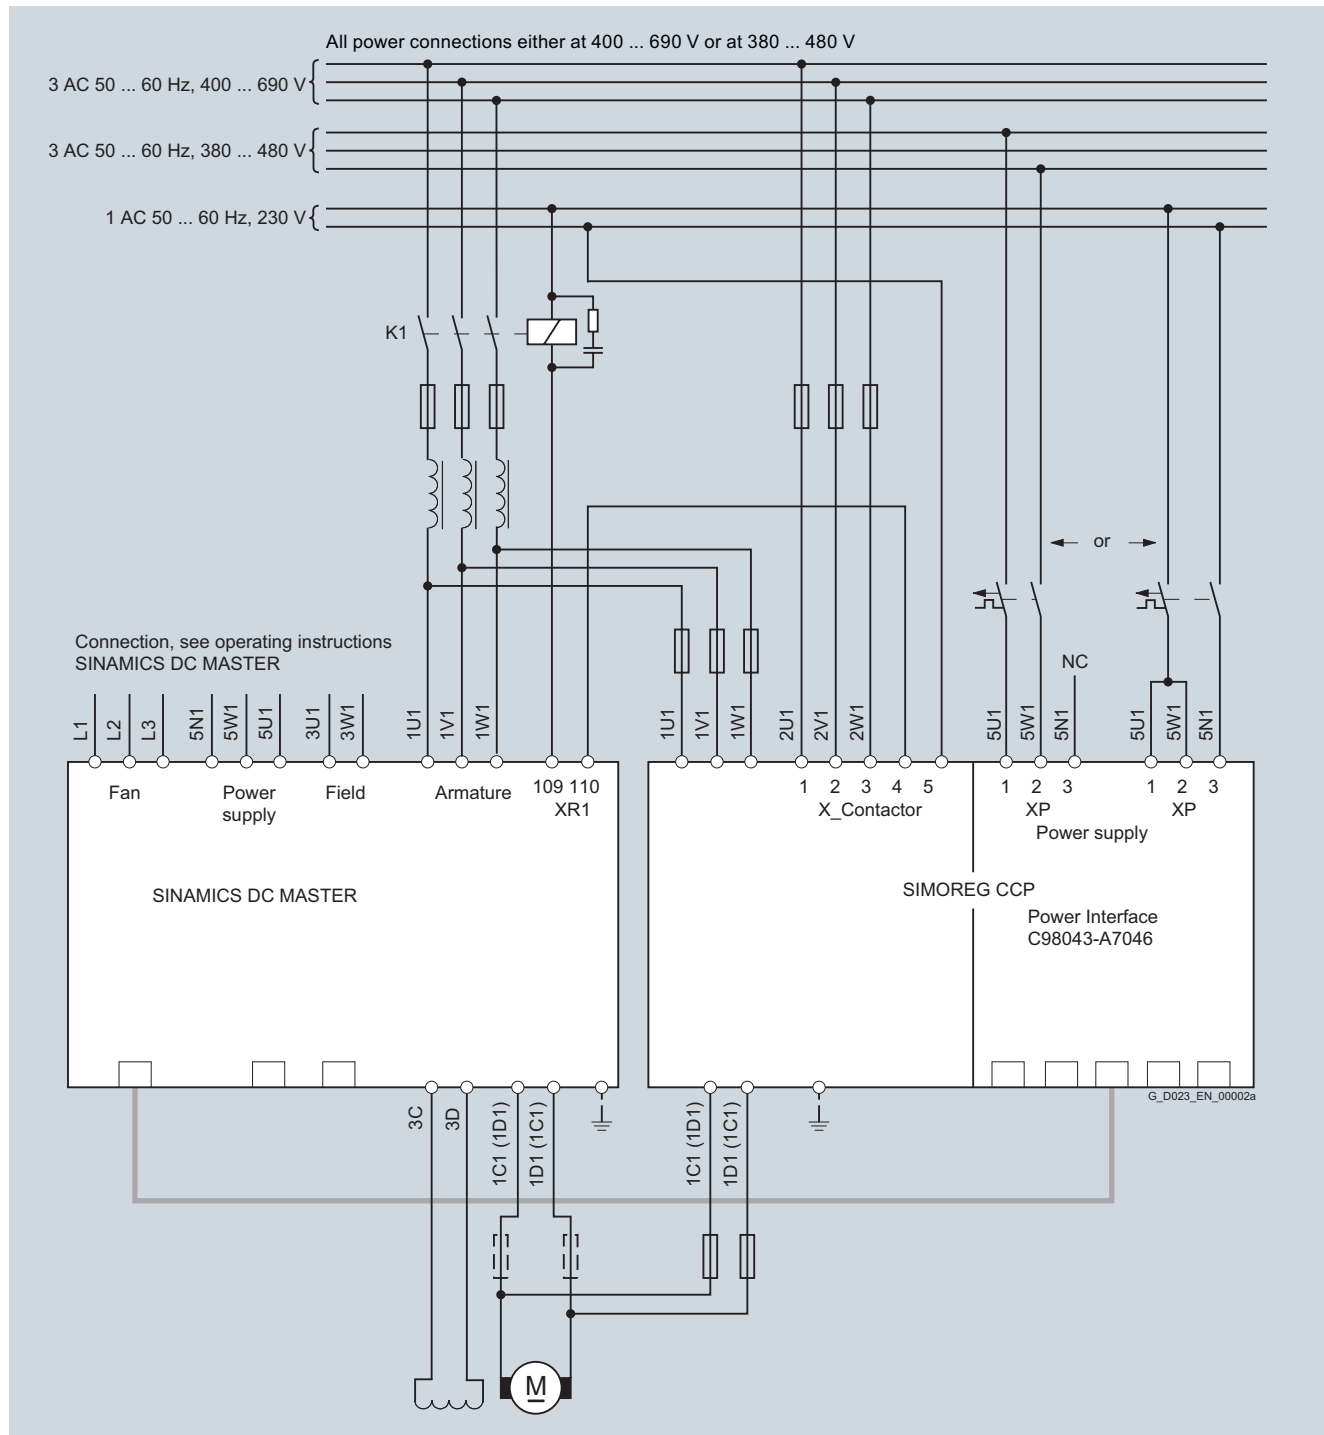 All power connections either at 400 ... 690 V or at 380 ... 480 V
3 AC 50 ... 60 Hz, 400 ... 690 V
3 AC 50 ... 60 Hz, 380 ... 480 V
1 AC 50 ... 60 Hz, 230 V
K1
or
Connection, see operating instructions
SINAMICS DC MASTER
NC
L1
L2
L3
5N1
5W1
5U1
3U1
3W1
1U1
1V1
1W1
1U1
1V1
1W1
2U1
2V1
2W1
5U1
5W1
5N1
5U1
5W1
5N1
Fan
Power
supply
Field
Armature
109 110
XR1
1 2 3 4 5
X_Contactor
1 2 3
XP
1 2 3
XP
Power supply
SINAMICS DC MASTER
SIMOREG CCP
Power Interface
C98043-A7046
G_D023_EN_00002a
3C
3D
1C1 (1D1)
1D1 (1C1)
1C1 (1D1)
1D1 (1C1)
M